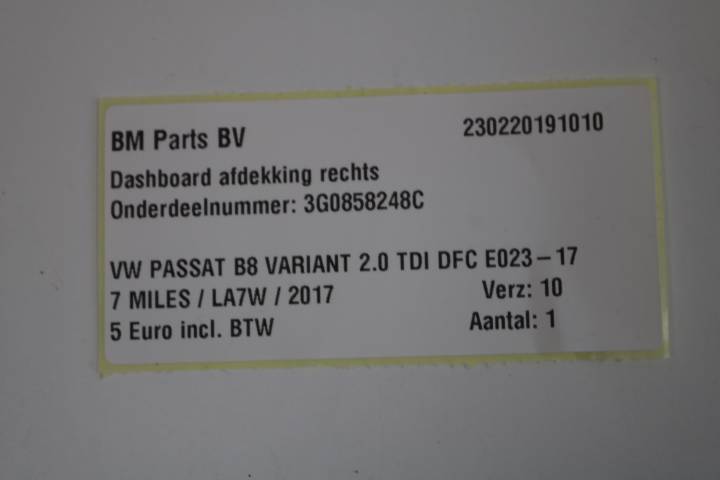 BM Parts BV 230220191010
Dashboard afdekking rechts
Onderdeelnummer: 3G0858248C
VW PASSAT B8 VARIANT 2.0 TDI DFC E023-17
7 MILES / LA7W / 2017 Verz: 10
5 Euro incl. BTW Aantal: 1